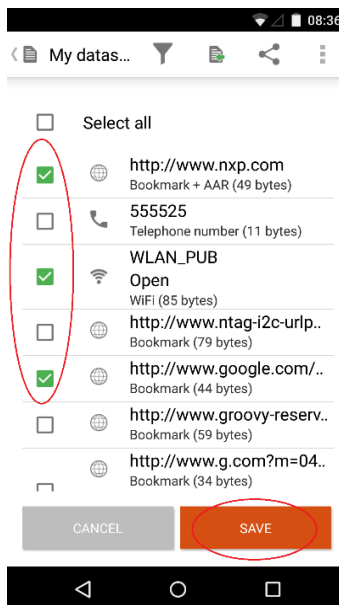 08:36
My datas...
Select all
http://www.nxp.com
Bookmark + AAR (49 bytes)
555525
Telephone number (11 bytes)
WLAN_PUB
Open
WiFi (85 bytes)
http://www.ntag-i2c-urlp..
Bookmark (79 bytes)
http://www.google.com/..
Bookmark (44 bytes)
http://www.groovy-reserv..
Bookmark (59 bytes)
http://www.g.com?m=04..
Bookmark (34 bytes)
CANCEL
SAVE